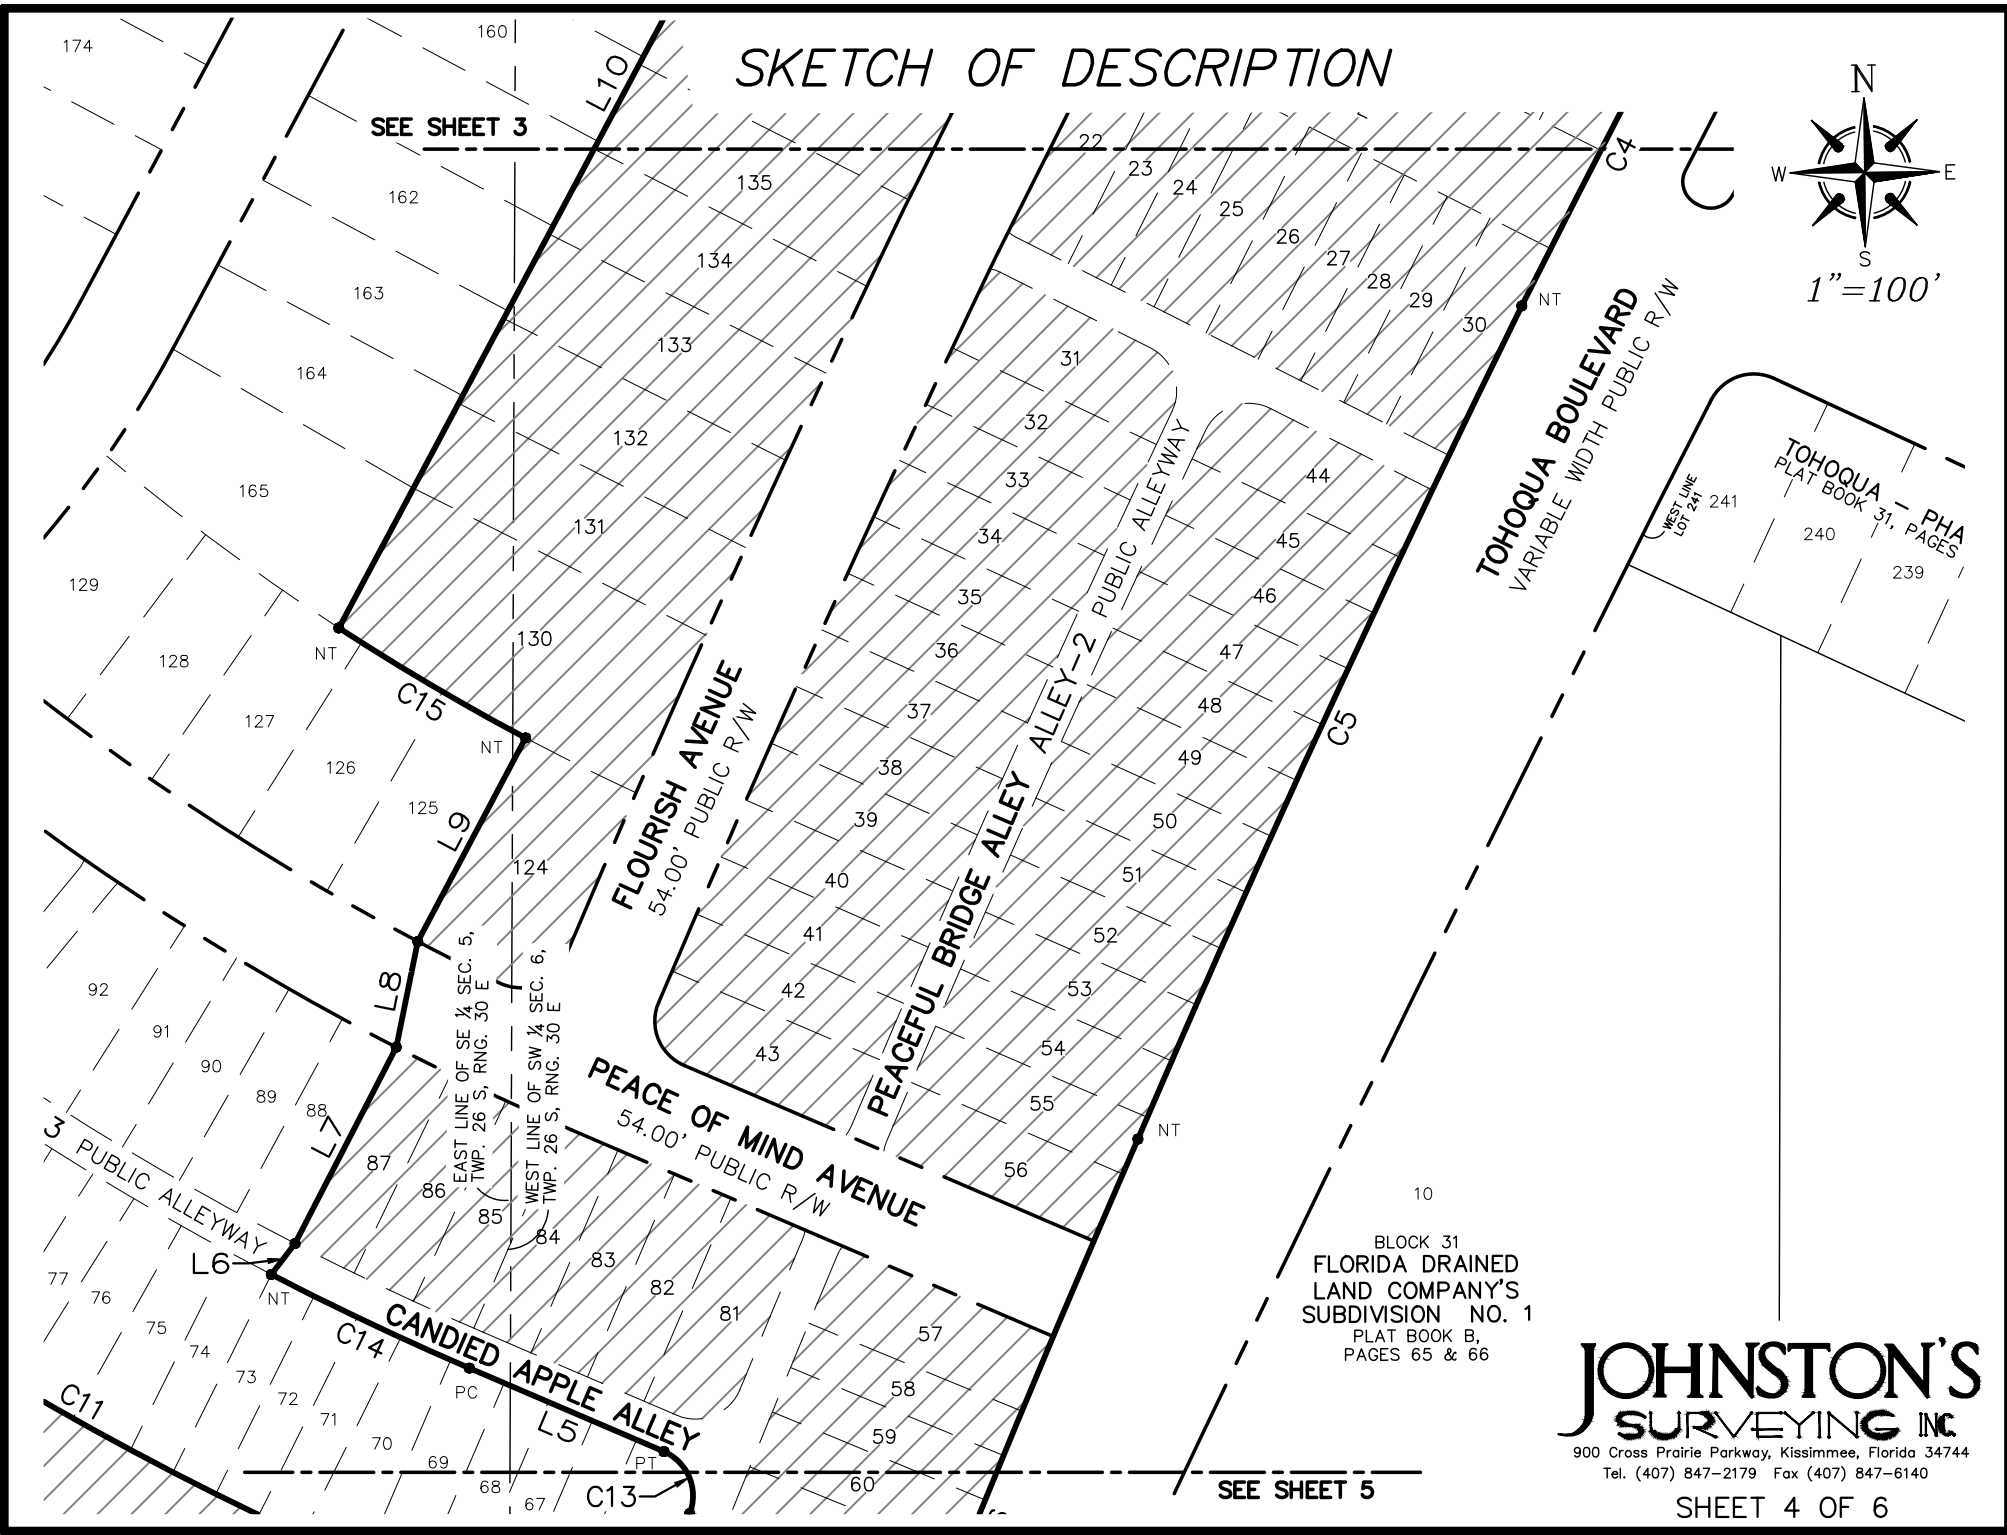 SKETCH OF DESCRIPTION
N
W
E
S
1"=100'
SEE SHEET 3
174
160
L10
162
163
164
165
135
134
133
132
131
130
129
128
127
126
125
124
22
23
24
25
26
27
28
29
30
C4
NT
31
32
33
34
35
36
37
38
39
40
41
42
43
44
45
46
47
48
49
50
51
52
53
54
55
56
C5
NT
NT
C15
NT
L9
L8
L7
L6
NT
C14
PC
L5
PT
C13
C11
FLOURISH AVENUE
54.00' PUBLIC R/W
PEACEFUL BRIDGE ALLEY
ALLEY-2 PUBLIC ALLEYWAY
TOHOQUA BOULEVARD
VARIABLE WIDTH PUBLIC R/W
WEST LINE
LOT 241
241
240
239
TOHOQUA - PHA
PLAT BOOK 31, PAGES
EAST LINE OF SE ¼ SEC. 5,
TWP. 26 S, RNG. 30 E
WEST LINE OF SW ¼ SEC. 6,
TWP. 26 S, RNG. 30 E
PEACE OF MIND AVENUE
54.00' PUBLIC R/W
92
91
90
89
88
87
86
85
84
83
82
81
3 PUBLIC ALLEYWAY
CANDIED APPLE ALLEY
77
76
75
74
73
72
71
70
69
68
67
57
58
59
60
10
BLOCK 31
FLORIDA DRAINED
LAND COMPANY'S
SUBDIVISION NO. 1
PLAT BOOK B,
PAGES 65 & 66
SEE SHEET 5
JOHNSTON'S
SURVEYING INC.
900 Cross Prairie Parkway, Kissimmee, Florida 34744
Tel. (407) 847-2179 Fax (407) 847-6140
SHEET 4 OF 6